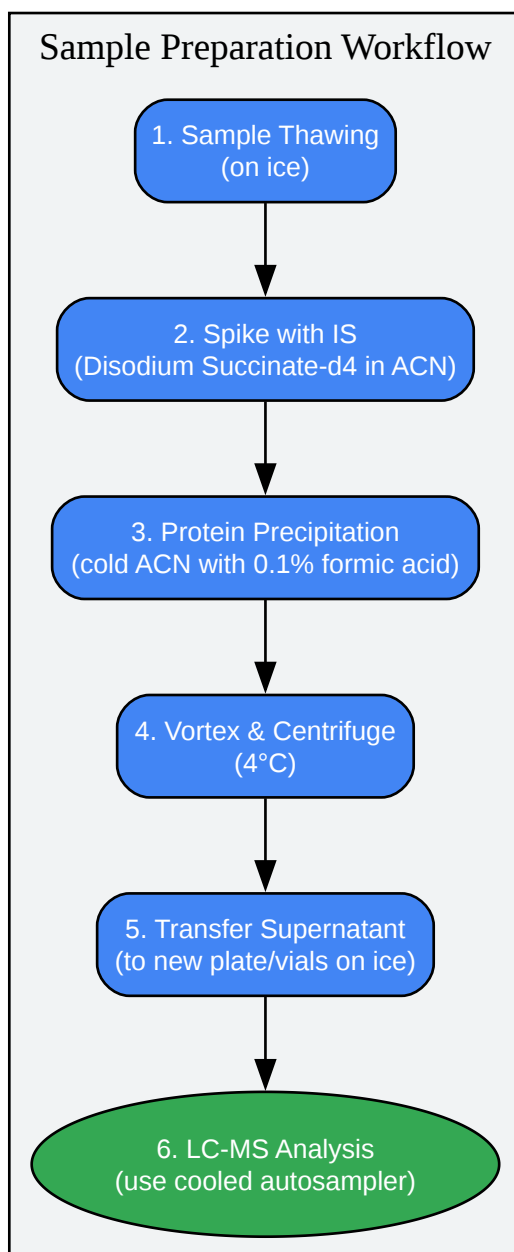 Sample Preparation Workflow
1. Sample Thawing
(on ice)
2. Spike with IS
(Disodium Succinate-d4 in ACN)
3. Protein Precipitation
(cold ACN with 0.1% formic acid)
4. Vortex & Centrifuge
(4°C)
5. Transfer Supernatant
(to new plate/vials on ice)
6. LC-MS Analysis
(use cooled autosampler)